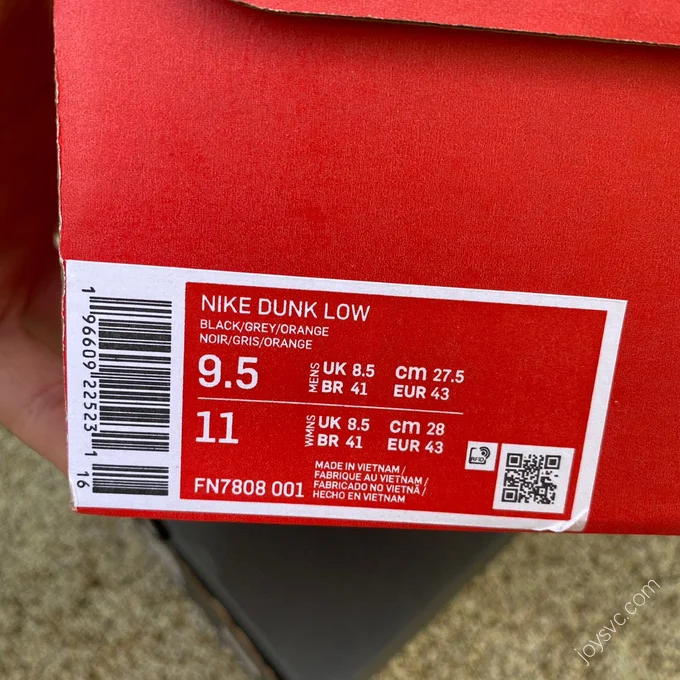 NIKE DUNK LOW
BLACK/GREY/ORANGE
NOIR/GRIS/ORANGE
9.5 MENS UK 8.5 cm 27.5
BR 41 EUR 43
11 WMNS UK 8.5 cm 28
BR 41 EUR 43
FN7808 001
MADE IN VIETNAM /
FABRIQUE AU VIETNAM /
FABRICADO NO VIETNÃ /
HECHO EN VIETNAM
RFID
1 96609 22523 1 16
joysvc.com